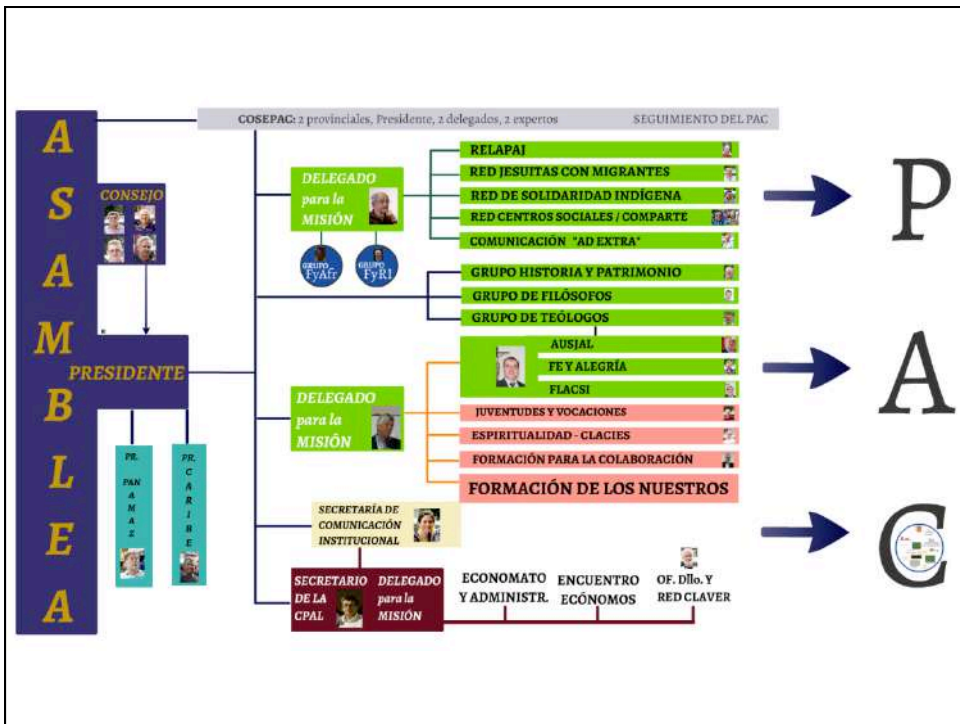 ASAMBLEA
COSEPAC: 2 provinciales, Presidente, 2 delegados, 2 expertos
SEGUIMIENTO DEL PAC
CONSEJO
PRESIDENTE
PR.
PAN
A
M
A
Z
PR.
C
A
R
I
B
E
DELEGADO
para la
MISIÓN
GRUPO
FyAfr
GRUPO
FyRI
RELAPAJ
RED JESUITAS CON MIGRANTES
RED DE SOLIDARIDAD INDÍGENA
RED CENTROS SOCIALES / COMPARTE
COMUNICACIÓN "AD EXTRA"
GRUPO HISTORIA Y PATRIMONIO
GRUPO DE FILÓSOFOS
GRUPO DE TEÓLOGOS
DELEGADO
para la
MISIÓN
AUSJAL
FE Y ALEGRÍA
FLACSI
JUVENTUDES Y VOCACIONES
ESPIRITUALIDAD - CLACIES
FORMACIÓN PARA LA COLABORACIÓN
FORMACIÓN DE LOS NUESTROS
SECRETARÍA DE
COMUNICACIÓN
INSTITUCIONAL
SECRETARIO
DE LA
CPAL
DELEGADO
para la
MISIÓN
ECONOMATO
Y ADMINISTR.
ENCUENTRO
ECÓNOMOS
OF. Dllo. Y
RED CLAVER
P
A
C